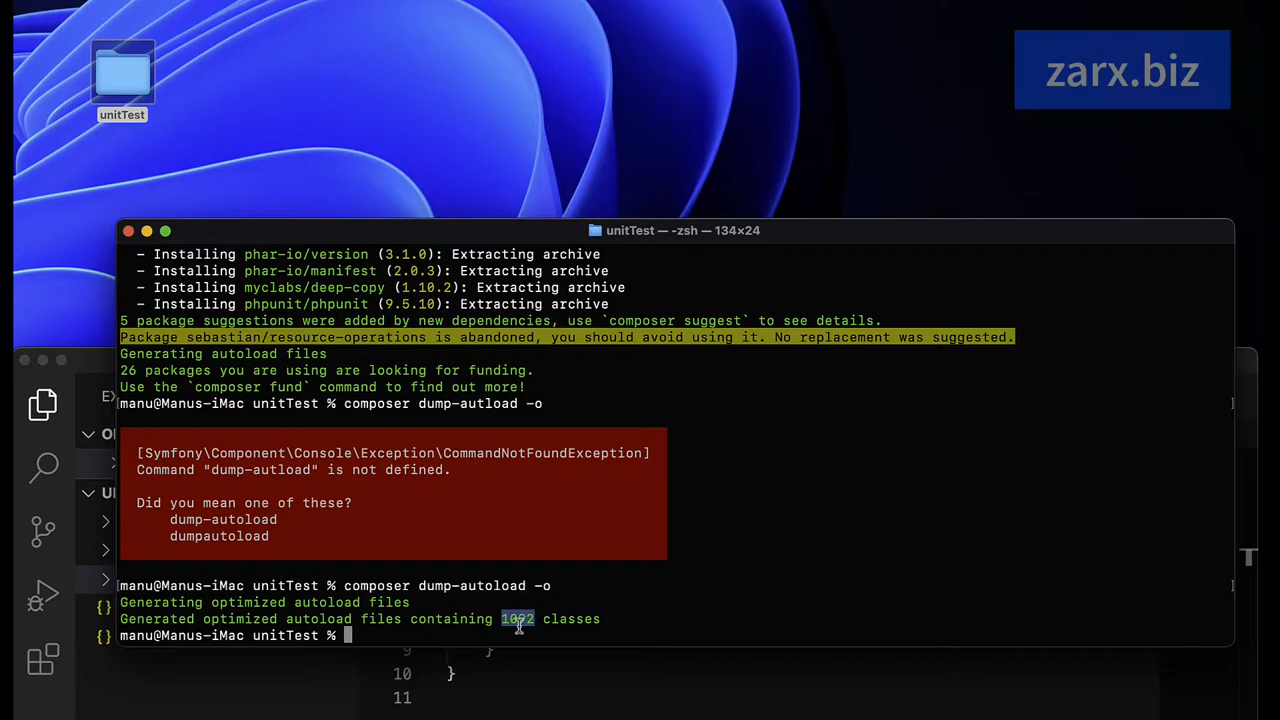 zarx.biz
unitTest
unitTest — -zsh — 134×24
- Installing phar-io/version (3.1.0): Extracting archive
- Installing phar-io/manifest (2.0.3): Extracting archive
- Installing myclabs/deep-copy (1.10.2): Extracting archive
- Installing phpunit/phpunit (9.5.10): Extracting archive
5 package suggestions were added by new dependencies, use `composer suggest` to see details.
Package sebastian/resource-operations is abandoned, you should avoid using it. No replacement was suggested.
Generating autoload files
26 packages you are using are looking for funding.
Use the `composer fund` command to find out more!
[manu@Manus-iMac unitTest % composer dump-autload -o ]
[Symfony\Component\Console\Exception\CommandNotFoundException]
Command "dump-autload" is not defined.
Did you mean one of these?
dump-autoload
dumpautoload
[manu@Manus-iMac unitTest % composer dump-autoload -o ]
Generating optimized autoload files
Generated optimized autoload files containing 1092 classes
manu@Manus-iMac unitTest %
9 }
10 }
11